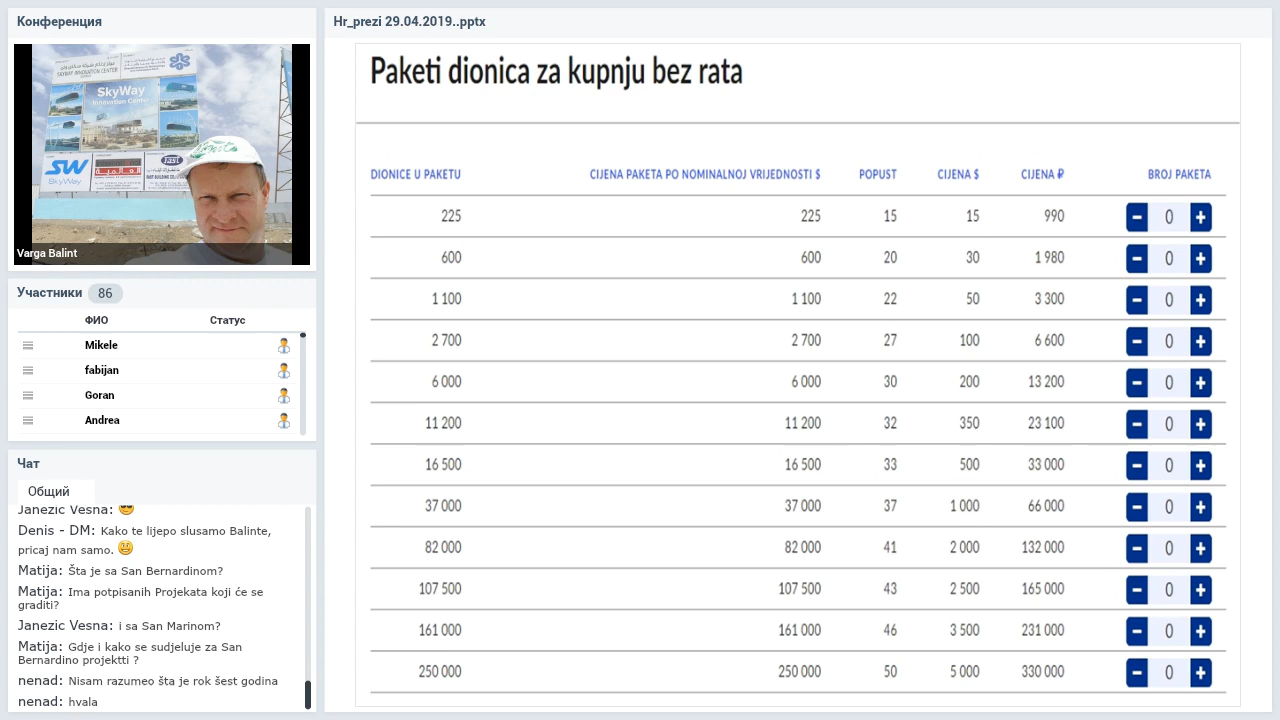 Конференция
SKYWAY INNOVATION CENTER
SkyWay
Innovation Center
SW
SkyWay
Varga Balint
Участники 86
ФИО Статус
Mikele
fabijan
Goran
Andrea
Чат
Общий
Janezic Vesna:
Denis - DM: Kako te lijepo slusamo Balinte,
pricaj nam samo.
Matija: Šta je sa San Bernardinom?
Matija: Ima potpisanih Projekata koji će se
graditi?
Janezic Vesna: i sa San Marinom?
Matija: Gdje i kako se sudjeluje za San
Bernardino projektti ?
nenad: Nisam razumeo šta je rok šest godina
nenad: hvala
Hr_prezi 29.04.2019..pptx
Paketi dionica za kupnju bez rata
DIONICE U PAKETU CIJENA PAKETA PO NOMINALNOJ VRIJEDNOSTI $ POPUST CIJENA $ CIJENA ₽ BROJ PAKETA
225 225 15 15 990 − 0 +
600 600 20 30 1 980 − 0 +
1 100 1 100 22 50 3 300 − 0 +
2 700 2 700 27 100 6 600 − 0 +
6 000 6 000 30 200 13 200 − 0 +
11 200 11 200 32 350 23 100 − 0 +
16 500 16 500 33 500 33 000 − 0 +
37 000 37 000 37 1 000 66 000 − 0 +
82 000 82 000 41 2 000 132 000 − 0 +
107 500 107 500 43 2 500 165 000 − 0 +
161 000 161 000 46 3 500 231 000 − 0 +
250 000 250 000 50 5 000 330 000 − 0 +